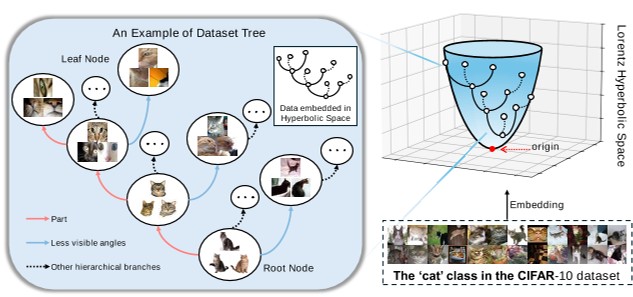 An Example of Dataset Tree
Leaf Node
Data embedded in
Hyperbolic Space
Part
Less visible angles
Other hierarchical branches
Root Node
Lorentz Hyperbolic Space
origin
Embedding
The 'cat' class in the CIFAR-10 dataset